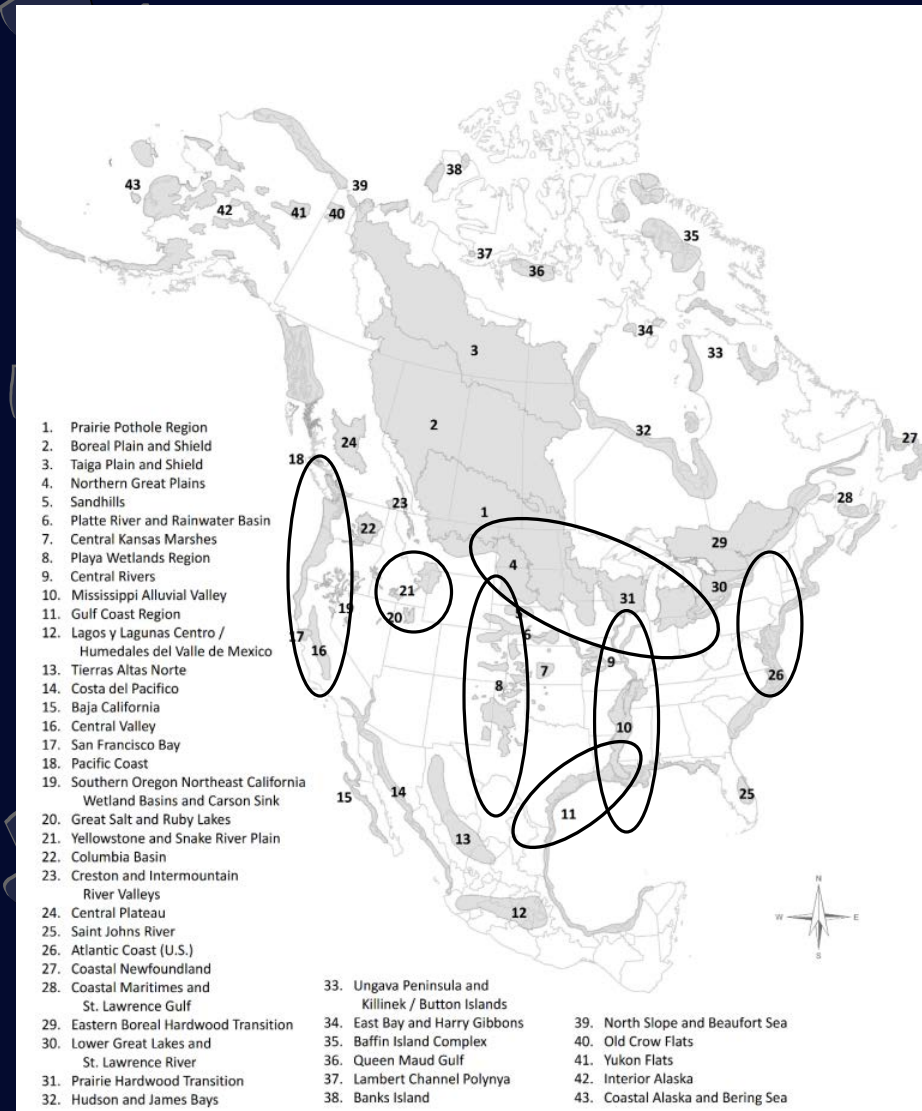 43
42
41
40
39
38
37
36
35
34
33
3
2
24
32
27
18
28
23
1
22
29
4
30
21
31
19
20
6
9
17
16
7
26
8
10
15
14
25
11
13
12
N
W
E
S
1. Prairie Pothole Region
2. Boreal Plain and Shield
3. Taiga Plain and Shield
4. Northern Great Plains
5. Sandhills
6. Platte River and Rainwater Basin
7. Central Kansas Marshes
8. Playa Wetlands Region
9. Central Rivers
10. Mississippi Alluvial Valley
11. Gulf Coast Region
12. Lagos y Lagunas Centro /
Humedales del Valle de Mexico
13. Tierras Altas Norte
14. Costa del Pacifico
15. Baja California
16. Central Valley
17. San Francisco Bay
18. Pacific Coast
19. Southern Oregon Northeast California
Wetland Basins and Carson Sink
20. Great Salt and Ruby Lakes
21. Yellowstone and Snake River Plain
22. Columbia Basin
23. Creston and Intermountain
River Valleys
24. Central Plateau
25. Saint Johns River
26. Atlantic Coast (U.S.)
27. Coastal Newfoundland
28. Coastal Maritimes and
St. Lawrence Gulf
29. Eastern Boreal Hardwood Transition
30. Lower Great Lakes and
St. Lawrence River
31. Prairie Hardwood Transition
32. Hudson and James Bays
33. Ungava Peninsula and
Killinek / Button Islands
34. East Bay and Harry Gibbons
35. Baffin Island Complex
36. Queen Maud Gulf
37. Lambert Channel Polynya
38. Banks Island
39. North Slope and Beaufort Sea
40. Old Crow Flats
41. Yukon Flats
42. Interior Alaska
43. Coastal Alaska and Bering Sea